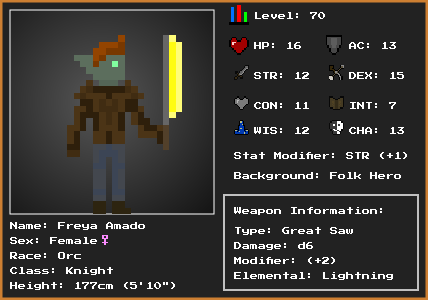 Level: 70
HP: 16 AC: 13
STR: 12 DEX: 15
CON: 11 INT: 7
WIS: 12 CHA: 13
Stat Modifier: STR (+1)
Background: Folk Hero
Name: Freya Amado
Sex: Female♀
Race: Orc
Class: Knight
Height: 177cm (5'10")
Weapon Information:
Type: Great Saw
Damage: d6
Modifier: (+2)
Elemental: Lightning